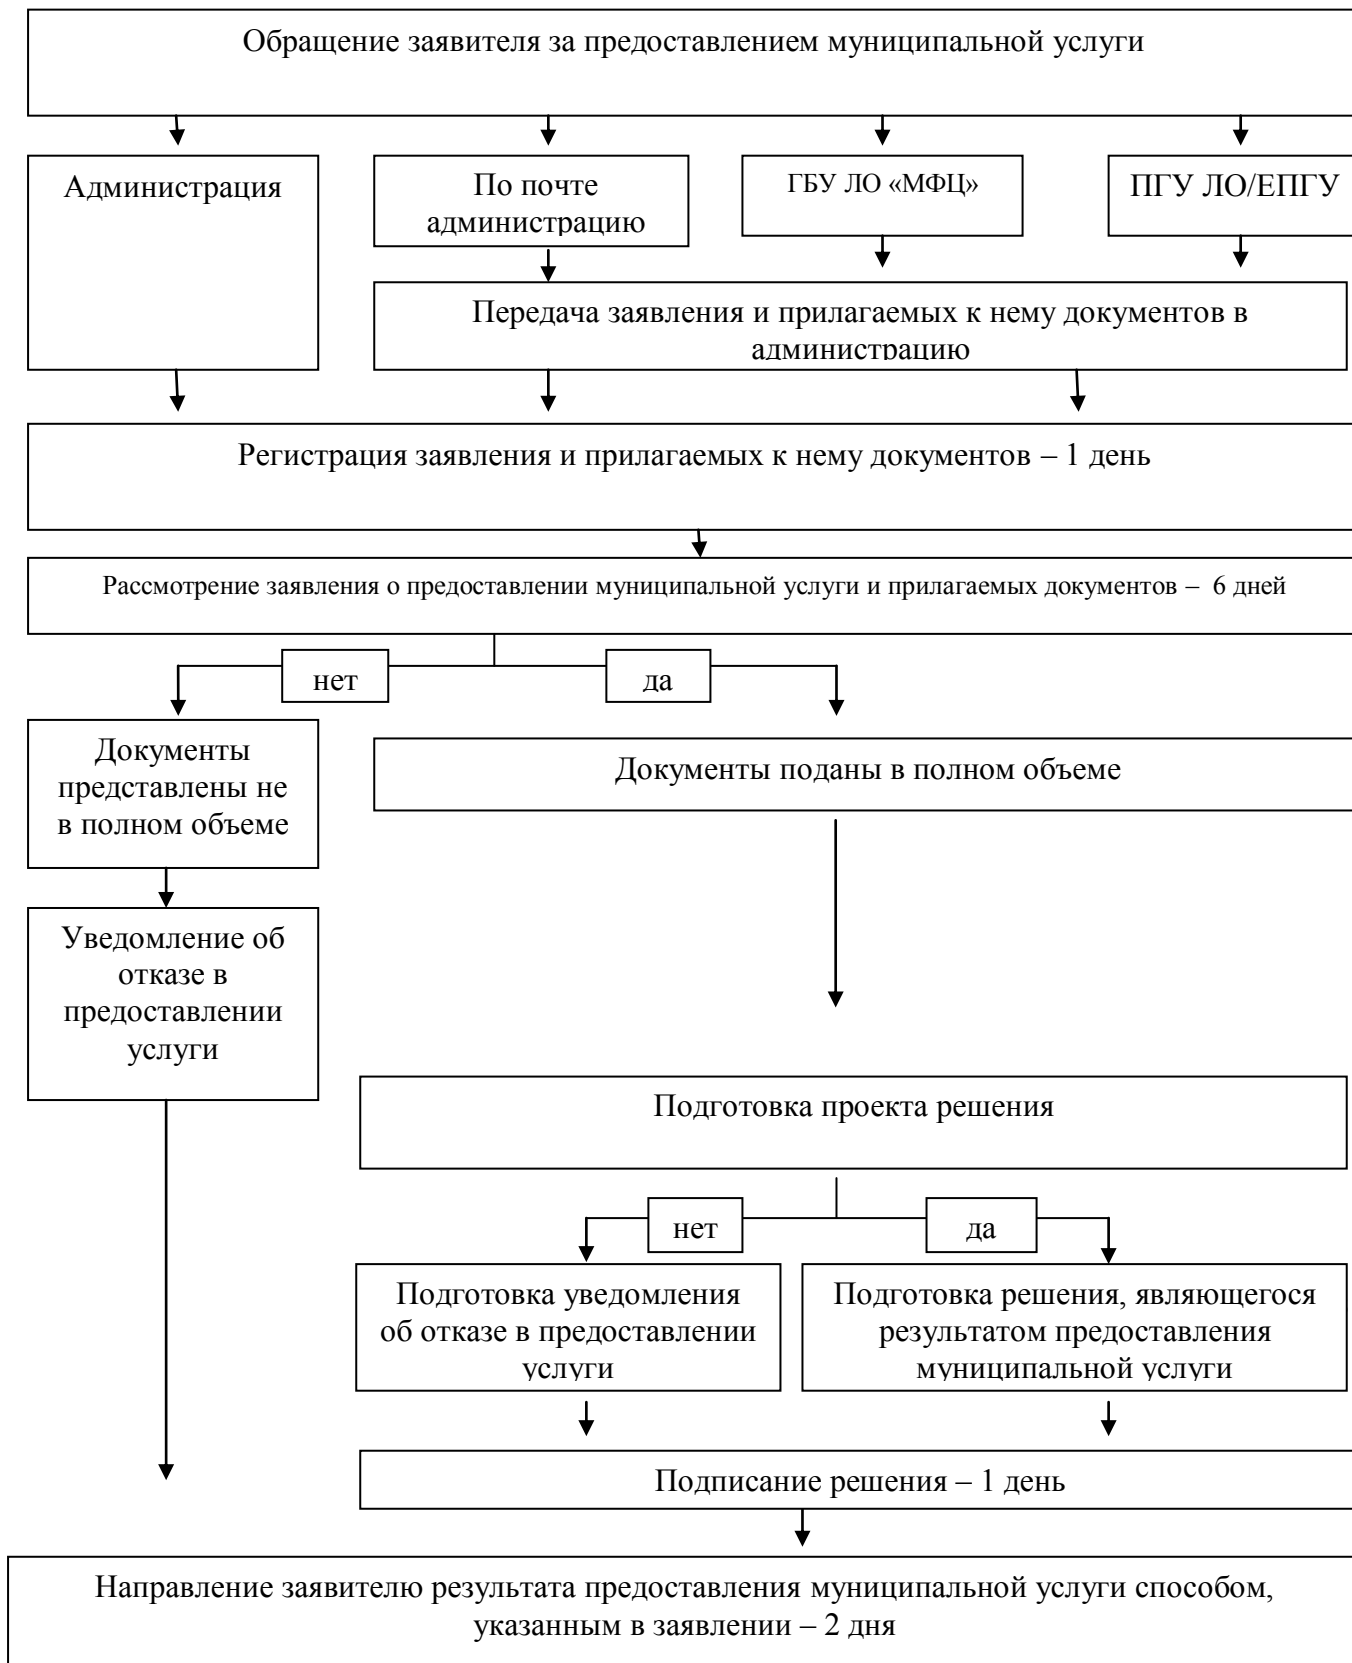 Обращение заявителя за предоставлением муниципальной услуги
Администрация
По почте
администрацию
ГБУ ЛО «МФЦ»
ПГУ ЛО/ЕПГУ
Передача заявления и прилагаемых к нему документов в
администрацию
Регистрация заявления и прилагаемых к нему документов – 1 день
Рассмотрение заявления о предоставлении муниципальной услуги и прилагаемых документов – 6 дней
нет
да
Документы
представлены не
в полном объеме
Документы поданы в полном объеме
Уведомление об
отказе в
предоставлении
услуги
Подготовка проекта решения
нет
да
Подготовка уведомления
об отказе в предоставлении
услуги
Подготовка решения, являющегося
результатом предоставления
муниципальной услуги
Подписание решения – 1 день
Направление заявителю результата предоставления муниципальной услуги способом,
указанным в заявлении – 2 дня